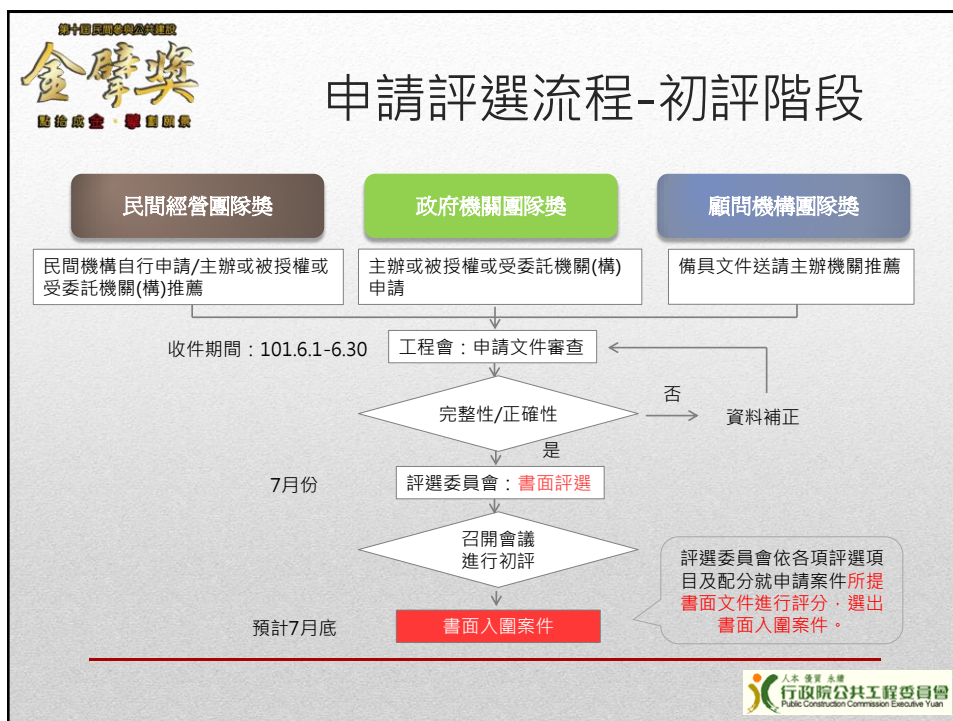 第十屆民間參與公共建設
金擘獎
點拾成金．擘劃願景
申請評選流程-初評階段
民間經營團隊獎
政府機關團隊獎
顧問機構團隊獎
民間機構自行申請/主辦或被授權或
受委託機關(構)推薦
主辦或被授權或受委託機關(構)
申請
備具文件送請主辦機關推薦
收件期間：101.6.1-6.30
工程會：申請文件審查
完整性/正確性
否
資料補正
是
7月份
評選委員會：書面評選
召開會議
進行初評
評選委員會依各項評選項
目及配分就申請案件所提
書面文件進行評分，選出
書面入圍案件。
預計7月底
書面入圍案件
人本 優質 永續
行政院公共工程委員會
Public Construction Commission Executive Yuan